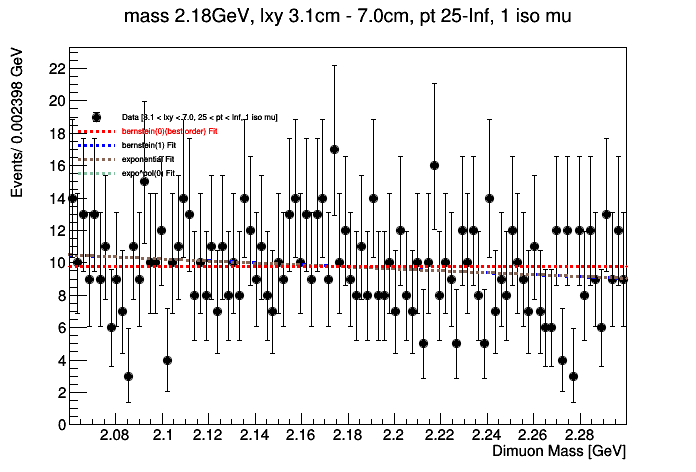 mass 2.18GeV, lxy 3.1cm - 7.0cm, pt 25-Inf, 1 iso mu
Events/ 0.002398 GeV
22
20
18
16
14
12
10
8
6
4
2
0
Data [3.1 < lxy < 7.0, 25 < pt < Inf, 1 iso mu]
bernstein(0)(best order) Fit
bernstein(1) Fit
exponential Fit
expo*pol(0) Fit
2.08 2.1 2.12 2.14 2.16 2.18 2.2 2.22 2.24 2.26 2.28
Dimuon Mass [GeV]